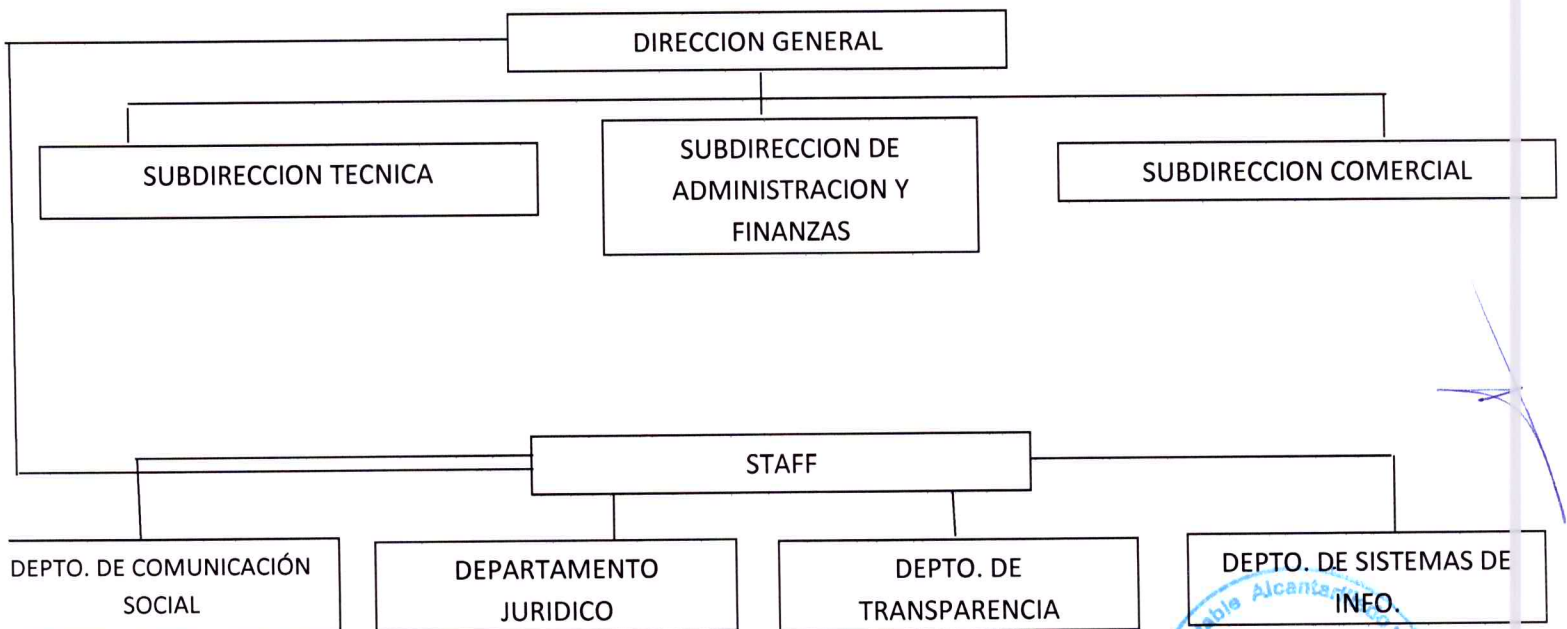 DIRECCION GENERAL
SUBDIRECCION TECNICA
SUBDIRECCION DE
ADMINISTRACION Y
FINANZAS
SUBDIRECCION COMERCIAL
STAFF
DEPTO. DE COMUNICACIÓN
SOCIAL
DEPARTAMENTO
JURIDICO
DEPTO. DE
TRANSPARENCIA
DEPTO. DE SISTEMAS DE
INFO.